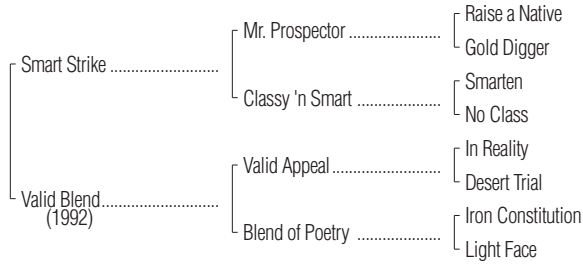 Raise a Native
Mr. Prospector ....................
Gold Digger
Smart Strike ........................
Smarten
Classy 'n Smart ..................
No Class
In Reality
Valid Appeal........................
Desert Trial
Valid Blend..........................
(1992)
Iron Constitution
Blend of Poetry ..................
Light Face